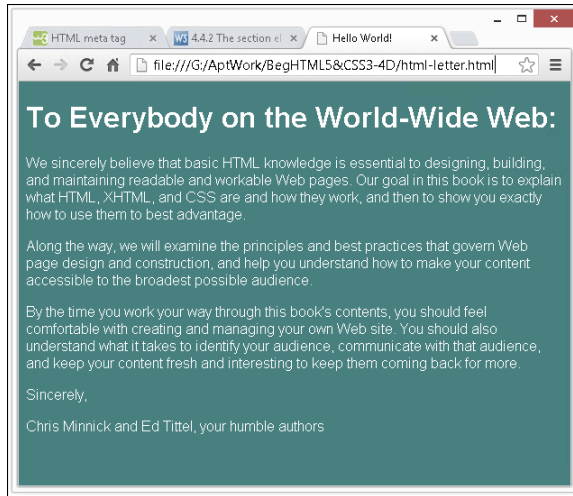 HTML meta tag
4.4.2 The section el
Hello World!
file:///G:/AptWork/BegHTML5&CSS3-4D/html-letter.html
To Everybody on the World-Wide Web:
We sincerely believe that basic HTML knowledge is essential to designing, building,
and maintaining readable and workable Web pages. Our goal in this book is to explain
what HTML, XHTML, and CSS are and how they work, and then to show you exactly
how to use them to best advantage.
Along the way, we will examine the principles and best practices that govern Web
page design and construction, and help you understand how to make your content
accessible to the broadest possible audience.
By the time you work your way through this book's contents, you should feel
comfortable with creating and managing your own Web site. You should also
understand what it takes to identify your audience, communicate with that audience,
and keep your content fresh and interesting to keep them coming back for more.
Sincerely,
Chris Minnick and Ed Tittel, your humble authors